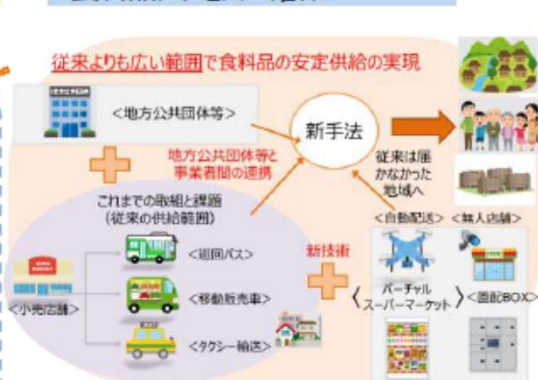 従来よりも広い範囲で食料品の安定供給の実現
＜地方公共団体等＞
新手法
地方公共団体等と
事業者間の連携
従来は届
かなかった
地域へ
これまでの取組と課題
（従来の供給範囲）
＜自動配送＞
＜無人店舗＞
＜巡回バス＞
新技術
＜小売店舗＞
＜移動販売車＞
バーチャル
スーパーマーケット
＜宅配BOX＞
＜タクシー輸送＞